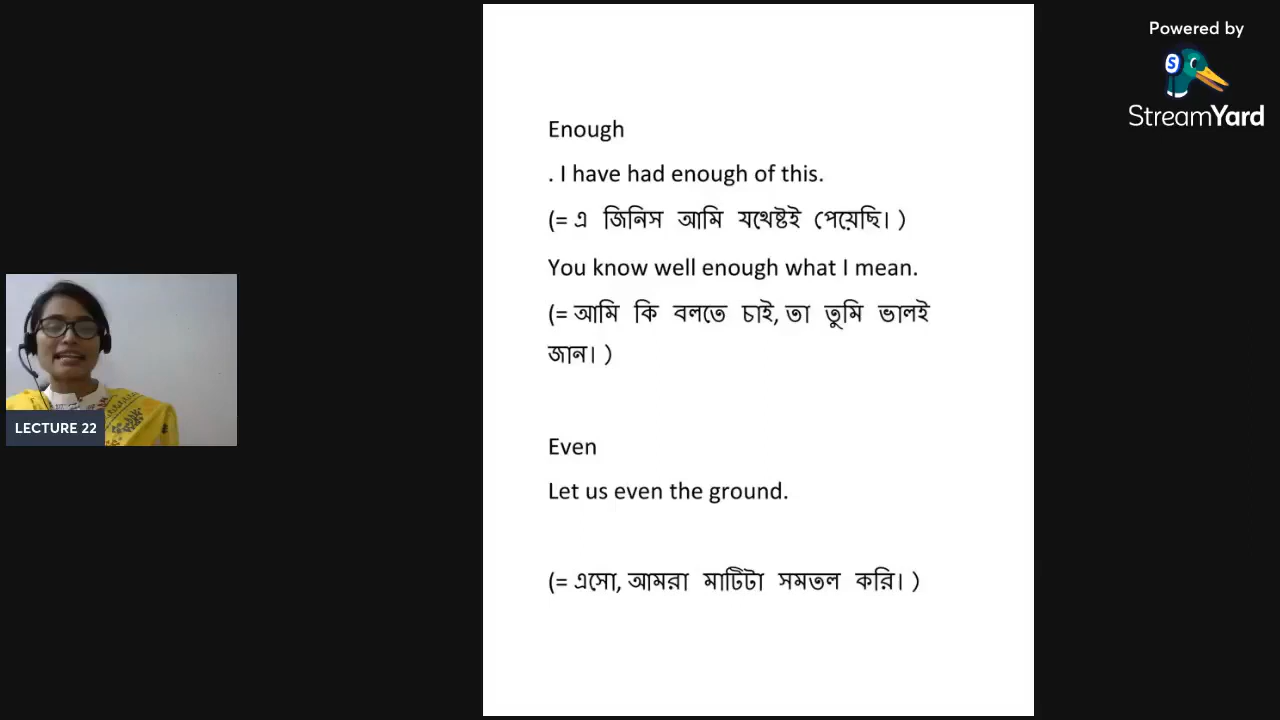 Powered by
StreamYard
Enough
. I have had enough of this.
(= এ জিনিস আমি যথেষ্টই পেয়েছি। )
You know well enough what I mean.
(= আমি কি বলতে চাই, তা তুমি ভালই
জান। )
LECTURE 22
Even
Let us even the ground.
(= এসো, আমরা মাটিটা সমতল করি। )